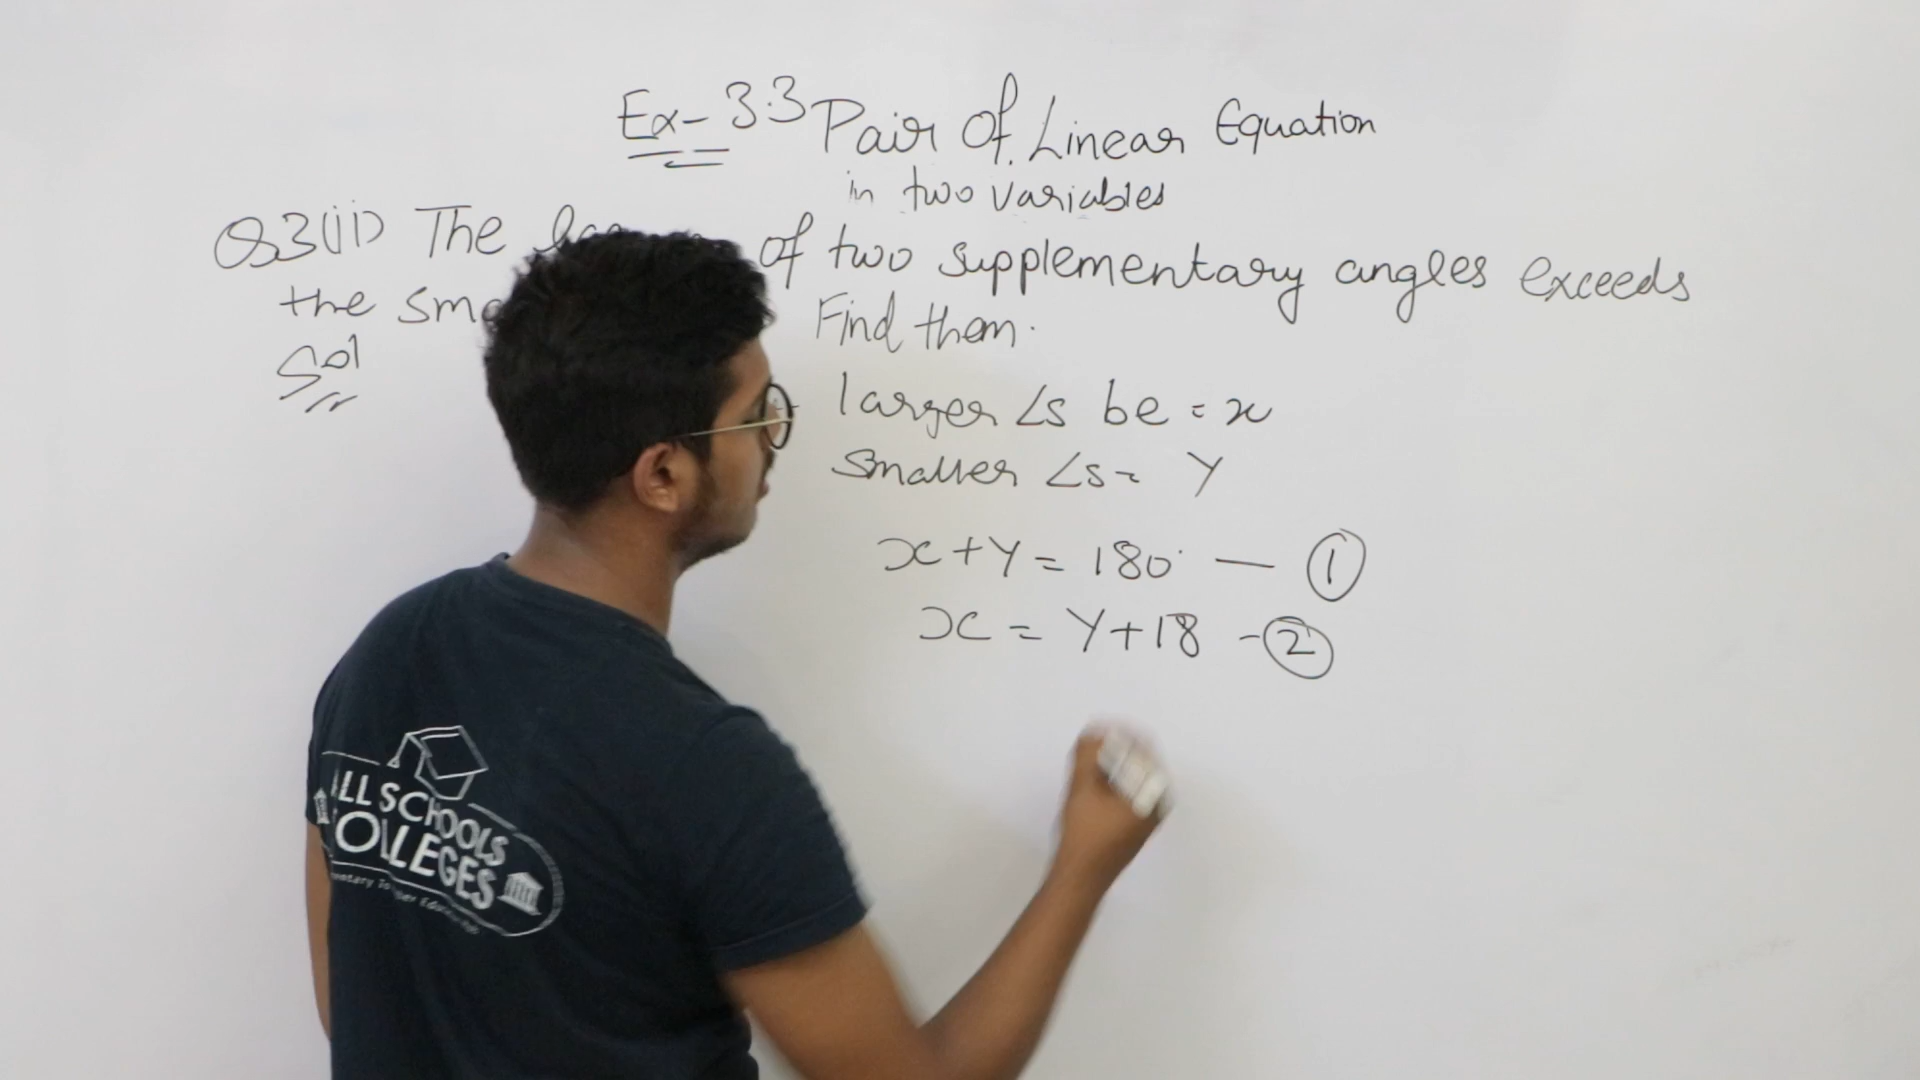 Ex-3.3 Pair Of Linear Equation
in two variables
Q3(ii) The of two supplementary angles exceeds
the Find them.
Sol
larger ∠s be = x
Smaller ∠s = Y
x+Y = 180° — ①
x = Y+18 - ②
ALL SCHOOLS
COLLEGES